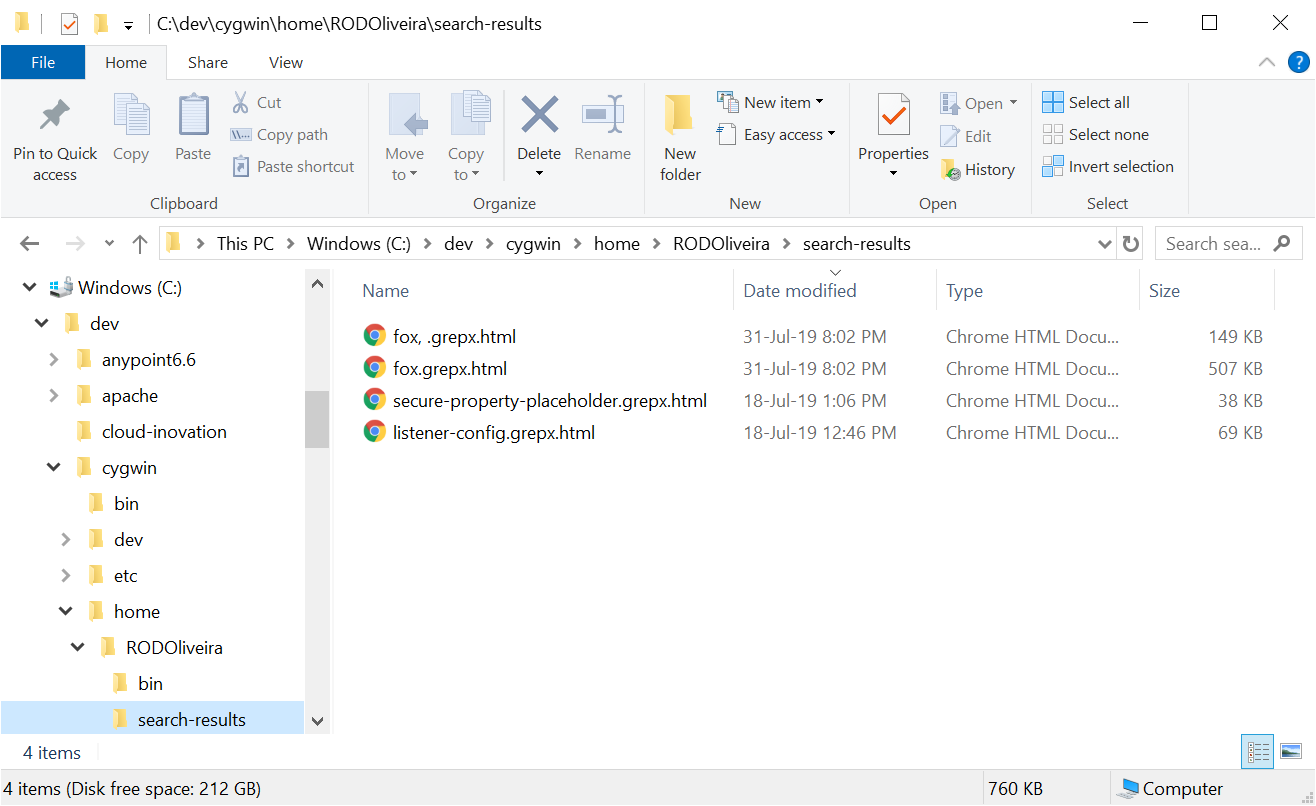 C:\dev\cygwin\home\RODOliveira\search-results
File Home Share View
Pin to Quick access
Copy
Paste
Cut
Copy path
Paste shortcut
Clipboard
Move to
Copy to
Delete
Rename
Organize
New folder
New item
Easy access
New
Properties
Open
Edit
History
Open
Select all
Select none
Invert selection
Select
This PC Windows (C:) dev cygwin home RODOliveira search-results
Search sea...
Windows (C:)
dev
anypoint6.6
apache
cloud-inovation
cygwin
bin
dev
etc
home
RODOliveira
bin
search-results
Name Date modified Type Size
fox, .grepx.html 31-Jul-19 8:02 PM Chrome HTML Docu... 149 KB
fox.grepx.html 31-Jul-19 8:02 PM Chrome HTML Docu... 507 KB
secure-property-placeholder.grepx.html 18-Jul-19 1:06 PM Chrome HTML Docu... 38 KB
listener-config.grepx.html 18-Jul-19 12:46 PM Chrome HTML Docu... 69 KB
4 items
4 items (Disk free space: 212 GB) 760 KB Computer